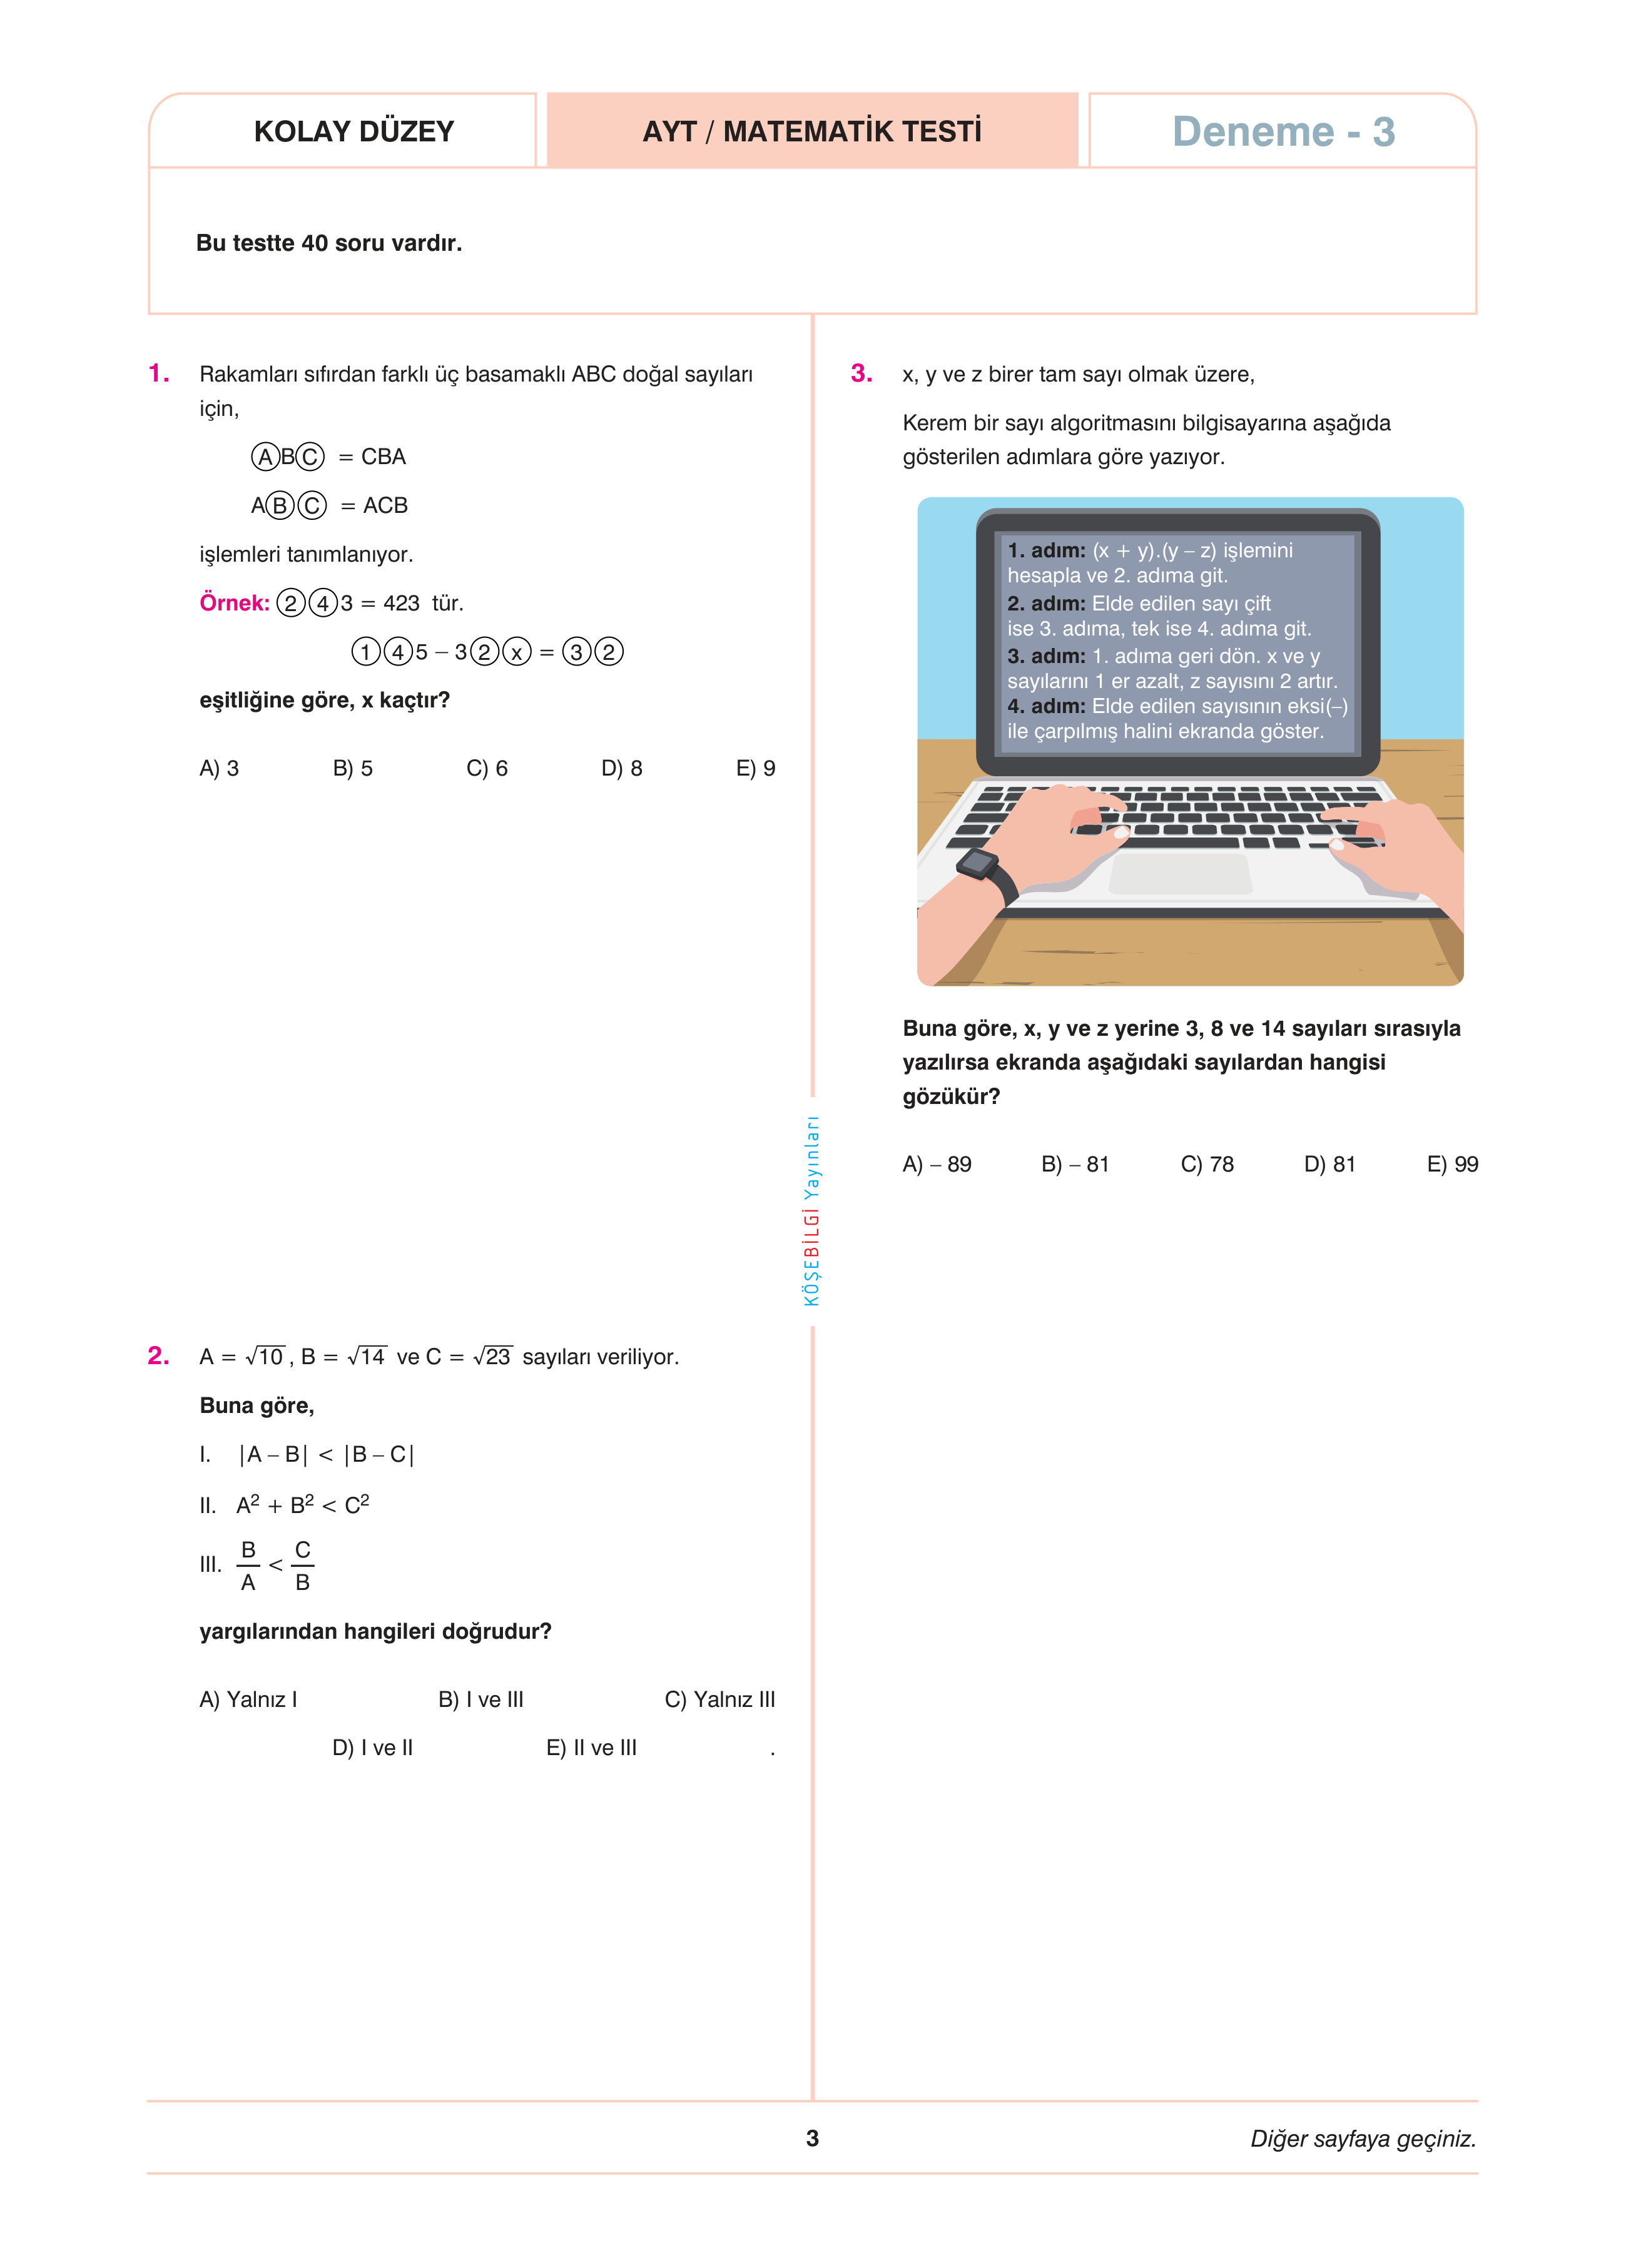 KOLAY DÜZEY
AYT / MATEMATİK TESTİ
Deneme - 3
Bu testte 40 soru vardır.
1. Rakamları sıfırdan farklı üç basamaklı ABC doğal sayıları
için,
ⒶBⒸ = CBA
AⒷⒸ = ACB
işlemleri tanımlanıyor.
Örnek: ②④3 = 423 tür.
①④5 – 3②ⓧ = ③②
eşitliğine göre, x kaçtır?
A) 3 B) 5 C) 6 D) 8 E) 9
2. A = √10 , B = √14 ve C = √23 sayıları veriliyor.
Buna göre,
I. |A – B| < |B – C|
II. A² + B² < C²
III. B/A < C/B
yargılarından hangileri doğrudur?
A) Yalnız I B) I ve III C) Yalnız III
D) I ve II E) II ve III .
KÖŞEBİLGİ Yayınları
3. x, y ve z birer tam sayı olmak üzere,
Kerem bir sayı algoritmasını bilgisayarına aşağıda
gösterilen adımlara göre yazıyor.
1. adım: (x + y).(y – z) işlemini
hesapla ve 2. adıma git.
2. adım: Elde edilen sayı çift
ise 3. adıma, tek ise 4. adıma git.
3. adım: 1. adıma geri dön. x ve y
sayılarını 1 er azalt, z sayısını 2 artır.
4. adım: Elde edilen sayısının eksi(–)
ile çarpılmış halini ekranda göster.
Buna göre, x, y ve z yerine 3, 8 ve 14 sayıları sırasıyla
yazılırsa ekranda aşağıdaki sayılardan hangisi
gözükür?
A) – 89 B) – 81 C) 78 D) 81 E) 99
3
Diğer sayfaya geçiniz.